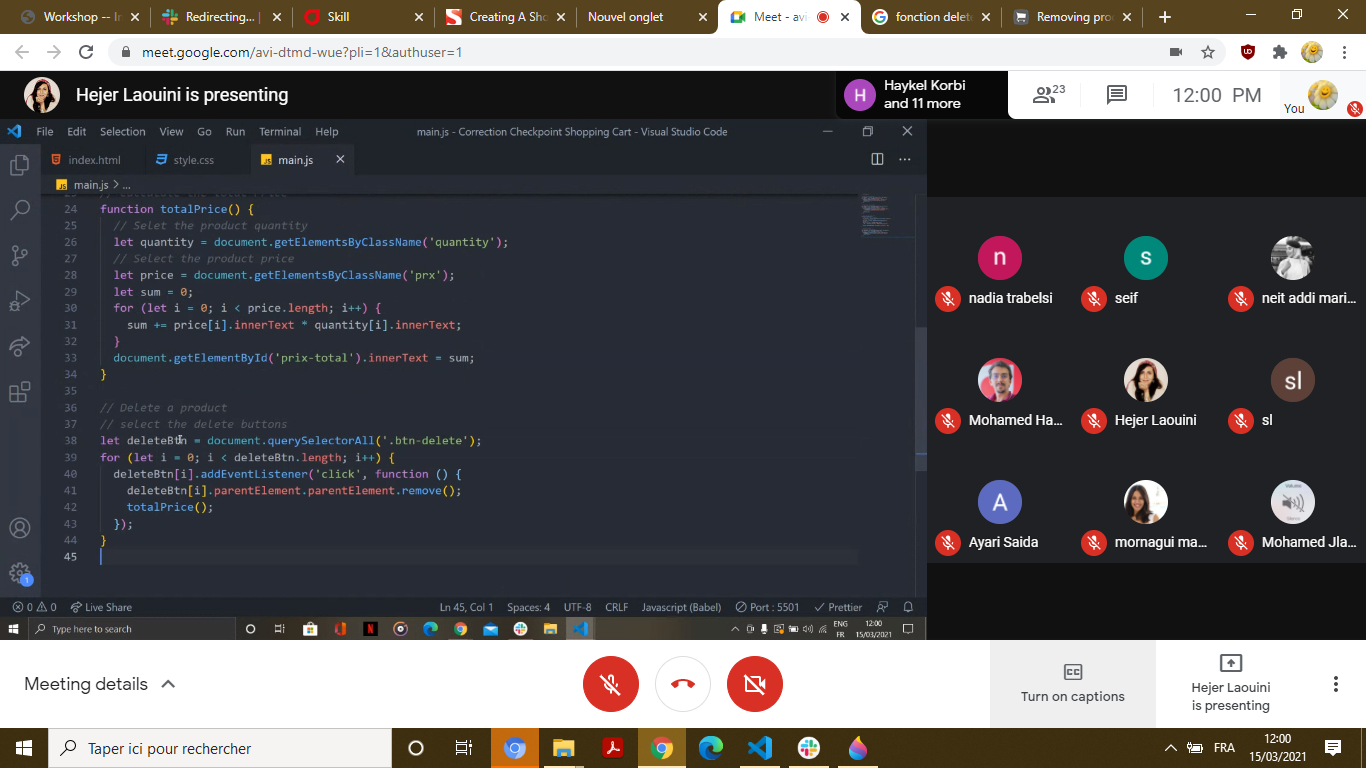 Workshop -- In
Redirecting... |
Skill
Creating A Sho
Nouvel onglet
Meet - avi-
fonction delet
Removing pro
meet.google.com/avi-dtmd-wue?pli=1&authuser=1
Hejer Laouini is presenting
H
Haykel Korbi
and 11 more
23
12:00 PM
You
File Edit Selection View Go Run Terminal Help
main.js - Correction Checkpoint Shopping Cart - Visual Studio Code
index.html
style.css
JS main.js
JS main.js > ...
24 function totalPrice() {
25 // Selet the product quantity
26 let quantity = document.getElementsByClassName('quantity');
27 // Select the product price
28 let price = document.getElementsByClassName('prx');
29 let sum = 0;
30 for (let i = 0; i < price.length; i++) {
31 sum += price[i].innerText * quantity[i].innerText;
32 }
33 document.getElementById('prix-total').innerText = sum;
34 }
35
36 // Delete a product
37 // select the delete buttons
38 let deleteBtn = document.querySelectorAll('.btn-delete');
39 for (let i = 0; i < deleteBtn.length; i++) {
40 deleteBtn[i].addEventListener('click', function () {
41 deleteBtn[i].parentElement.parentElement.remove();
42 totalPrice();
43 });
44 }
45
1
0 0 Live Share
Ln 45, Col 1 Spaces: 4 UTF-8 CRLF Javascript (Babel) Port : 5501 Prettier
Type here to search
N
ENG
FR
12:00
15/03/2021
n
nadia trabelsi
s
seif
neit addi mari...
Mohamed Ha...
Hejer Laouini
sl
sl
A
Ayari Saida
mornagui ma...
Mohamed Jla...
Meeting details
CC
Turn on captions
Hejer Laouini
is presenting
Taper ici pour rechercher
FRA
12:00
15/03/2021